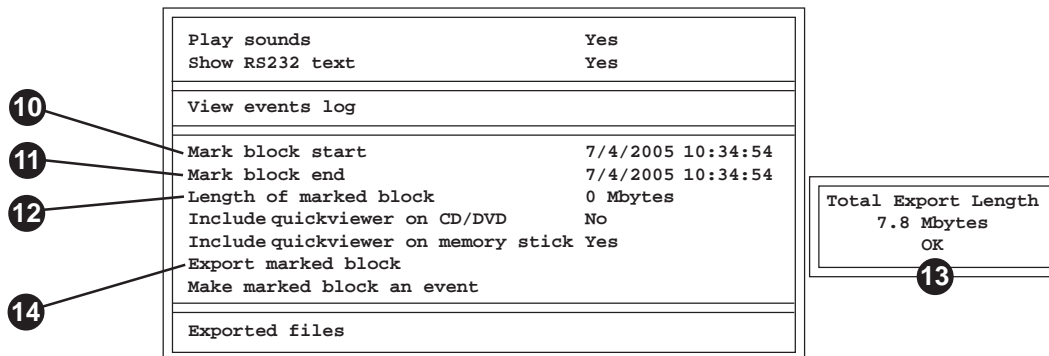 Play sounds Yes
Show RS232 text Yes
View events log
10
Mark block start 7/4/2005 10:34:54
11
Mark block end 7/4/2005 10:34:54
12
Length of marked block 0 Mbytes
Include quickviewer on CD/DVD No
Include quickviewer on memory stick Yes
14
Export marked block
Make marked block an event
Exported files
Total Export Length
7.8 Mbytes
OK
13